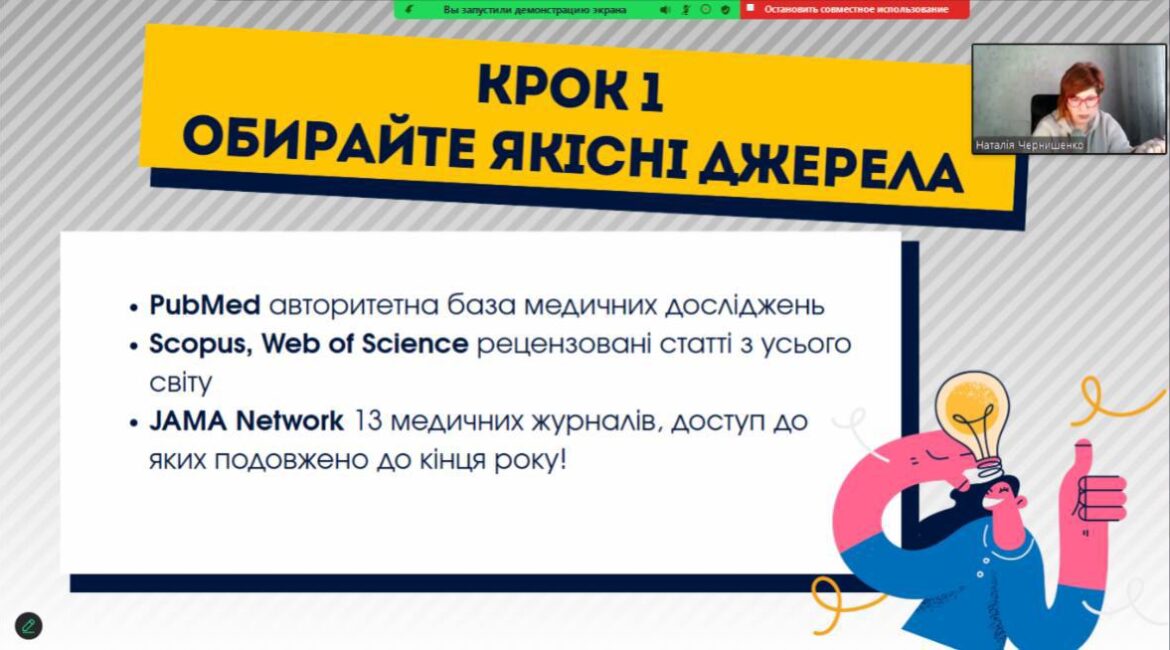 Вы запустили демонстрацию экрана
Остановить совместное использование
КРОК 1
ОБИРАЙТЕ ЯКІСНІ ДЖЕРЕЛА
Наталія Чернишенко
• PubMed авторитетна база медичних досліджень
• Scopus, Web of Science рецензовані статті з усього
світу
• JAMA Network 13 медичних журналів, доступ до
яких подовжено до кінця року!